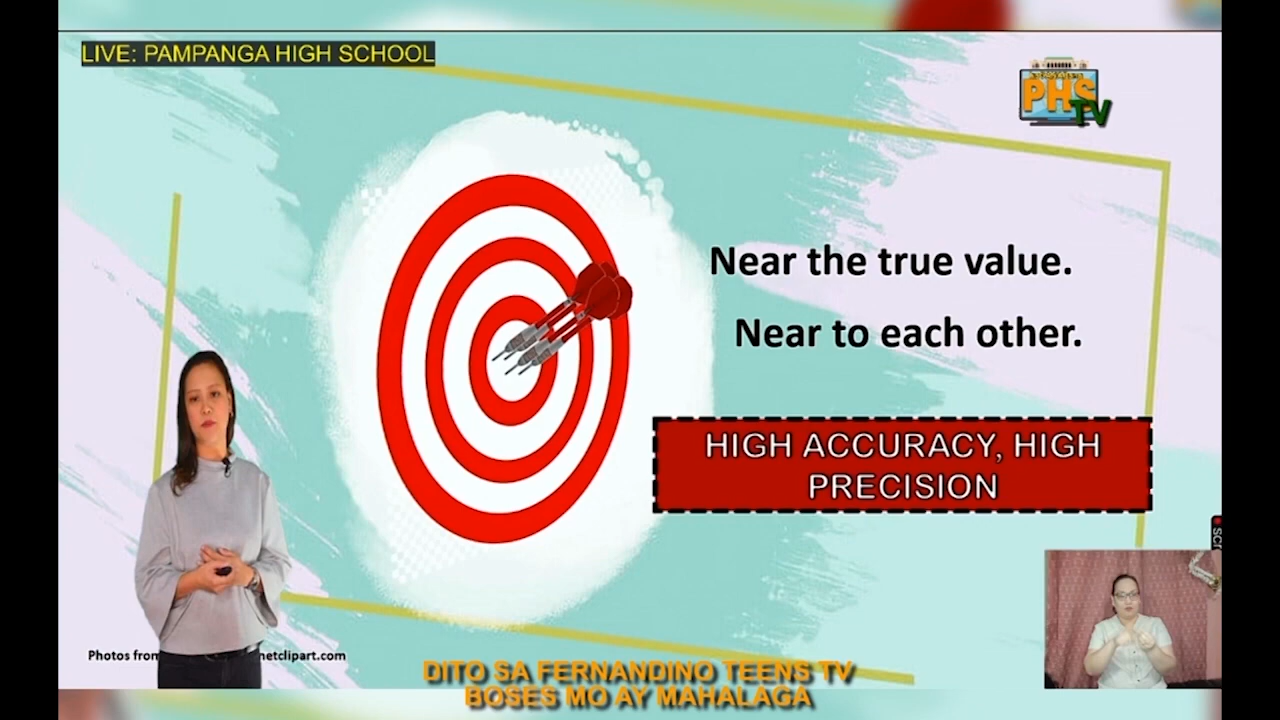 LIVE: PAMPANGA HIGH SCHOOL
PHS
TV
Near the true value.
Near to each other.
HIGH ACCURACY, HIGH
PRECISION
Photos from netclipart.com
DITO SA FERNANDINO TEENS TV
BOSES MO AY MAHALAGA